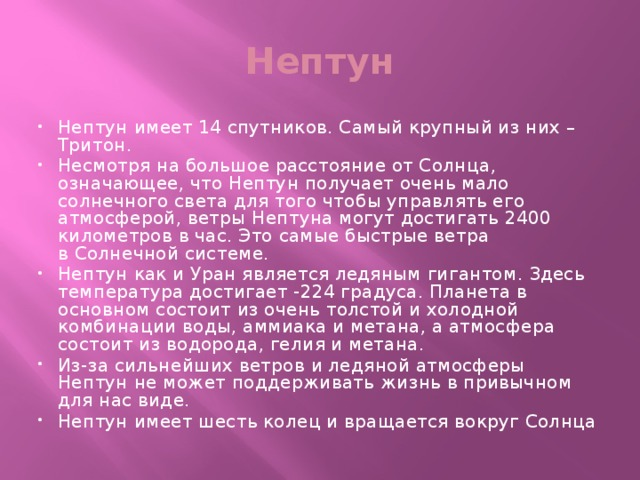 Нептун
• Нептун имеет 14 спутников. Самый крупный из них –
Тритон.
• Несмотря на большое расстояние от Солнца,
означающее, что Нептун получает очень мало
солнечного света для того чтобы управлять его
атмосферой, ветры Нептуна могут достигать 2400
километров в час. Это самые быстрые ветра
в Солнечной системе.
• Нептун как и Уран является ледяным гигантом. Здесь
температура достигает -224 градуса. Планета в
основном состоит из очень толстой и холодной
комбинации воды, аммиака и метана, а атмосфера
состоит из водорода, гелия и метана.
• Из-за сильнейших ветров и ледяной атмосферы
Нептун не может поддерживать жизнь в привычном
для нас виде.
• Нептун имеет шесть колец и вращается вокруг Солнца